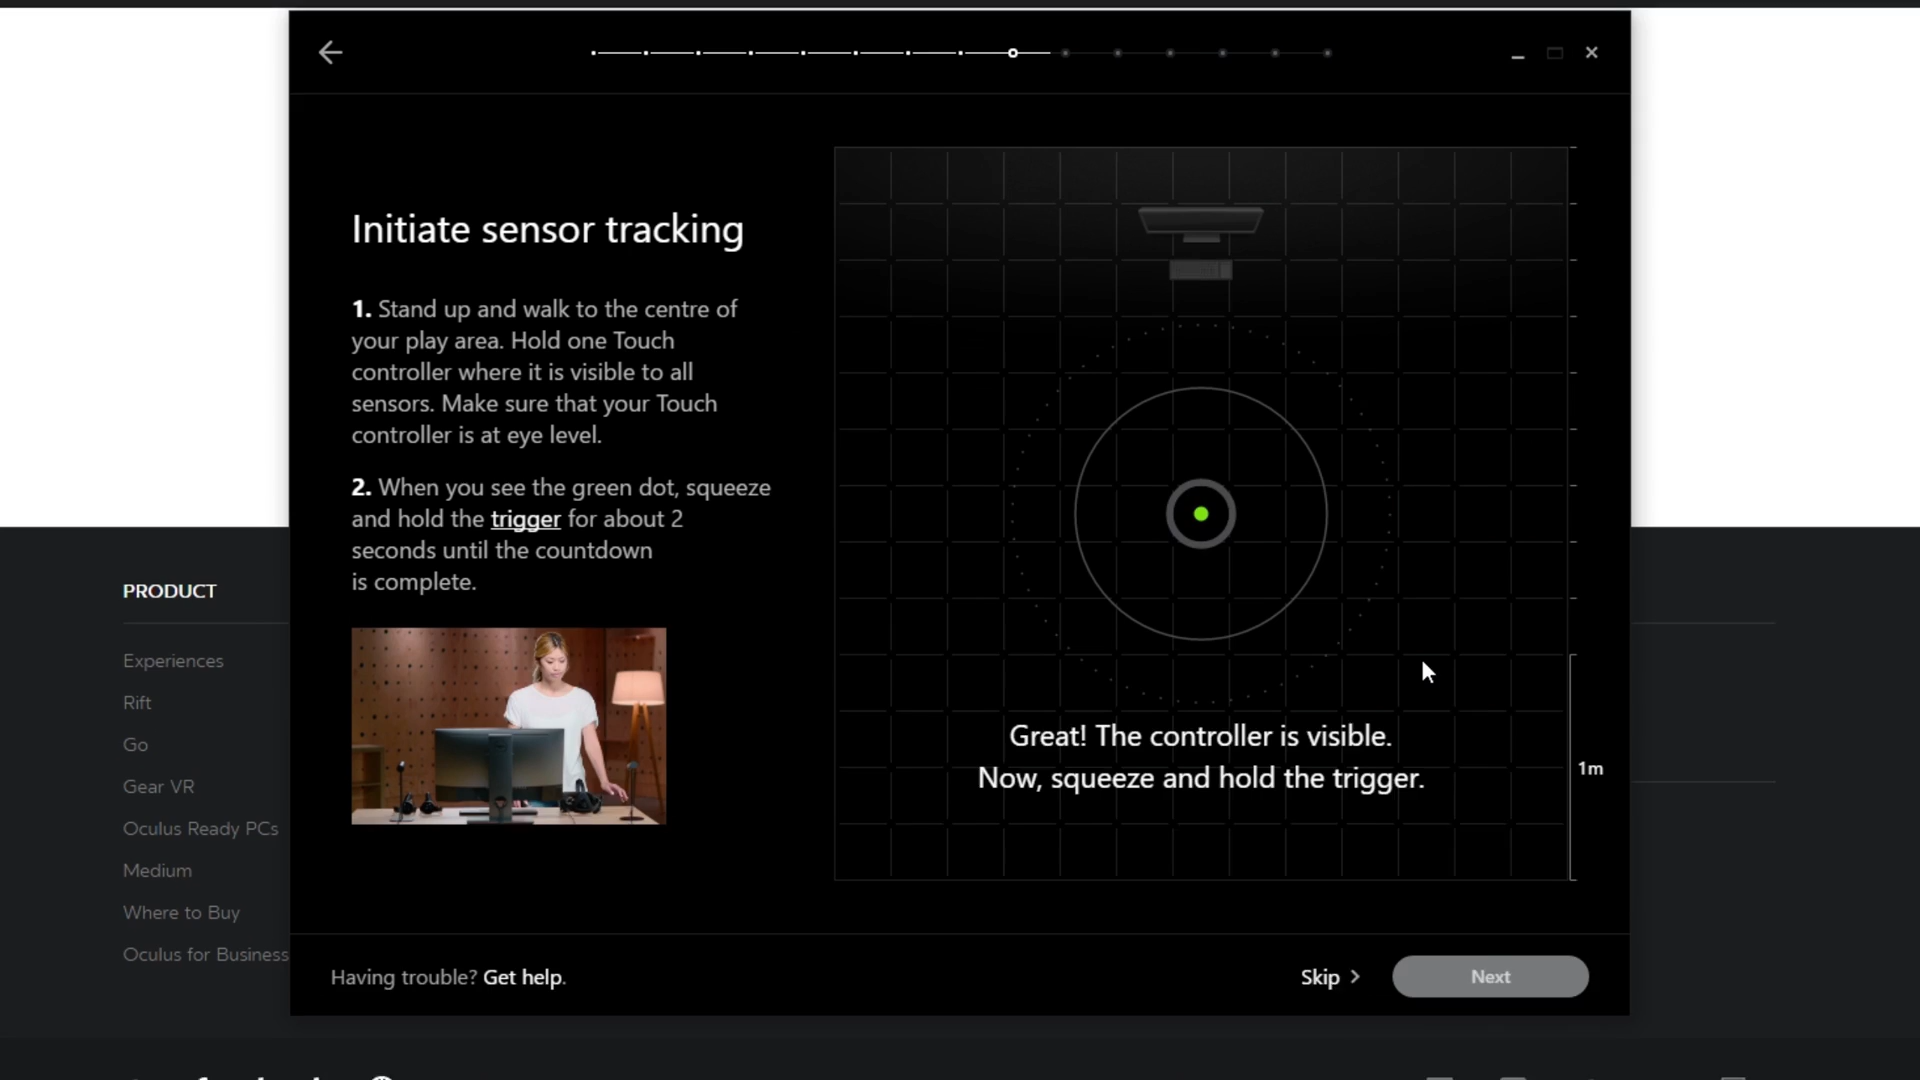 Initiate sensor tracking
1. Stand up and walk to the centre of
your play area. Hold one Touch
controller where it is visible to all
sensors. Make sure that your Touch
controller is at eye level.
2. When you see the green dot, squeeze
and hold the trigger for about 2
seconds until the countdown
is complete.
Great! The controller is visible.
Now, squeeze and hold the trigger.
1m
Having trouble? Get help.
Skip
Next
PRODUCT
Experiences
Rift
Go
Gear VR
Oculus Ready PCs
Medium
Where to Buy
Oculus for Business